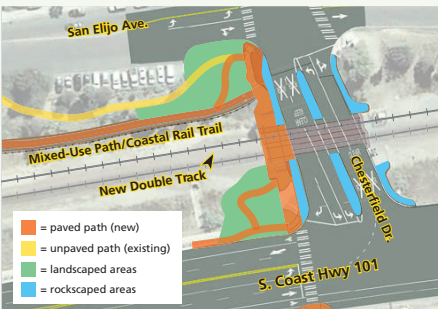 San Elijo Ave.
Mixed-Use Path/Coastal Rail Trail
New Double Track
Chesterfield Dr.
S. Coast Hwy 101
= paved path (new)
= unpaved path (existing)
= landscaped areas
= rockscaped areas